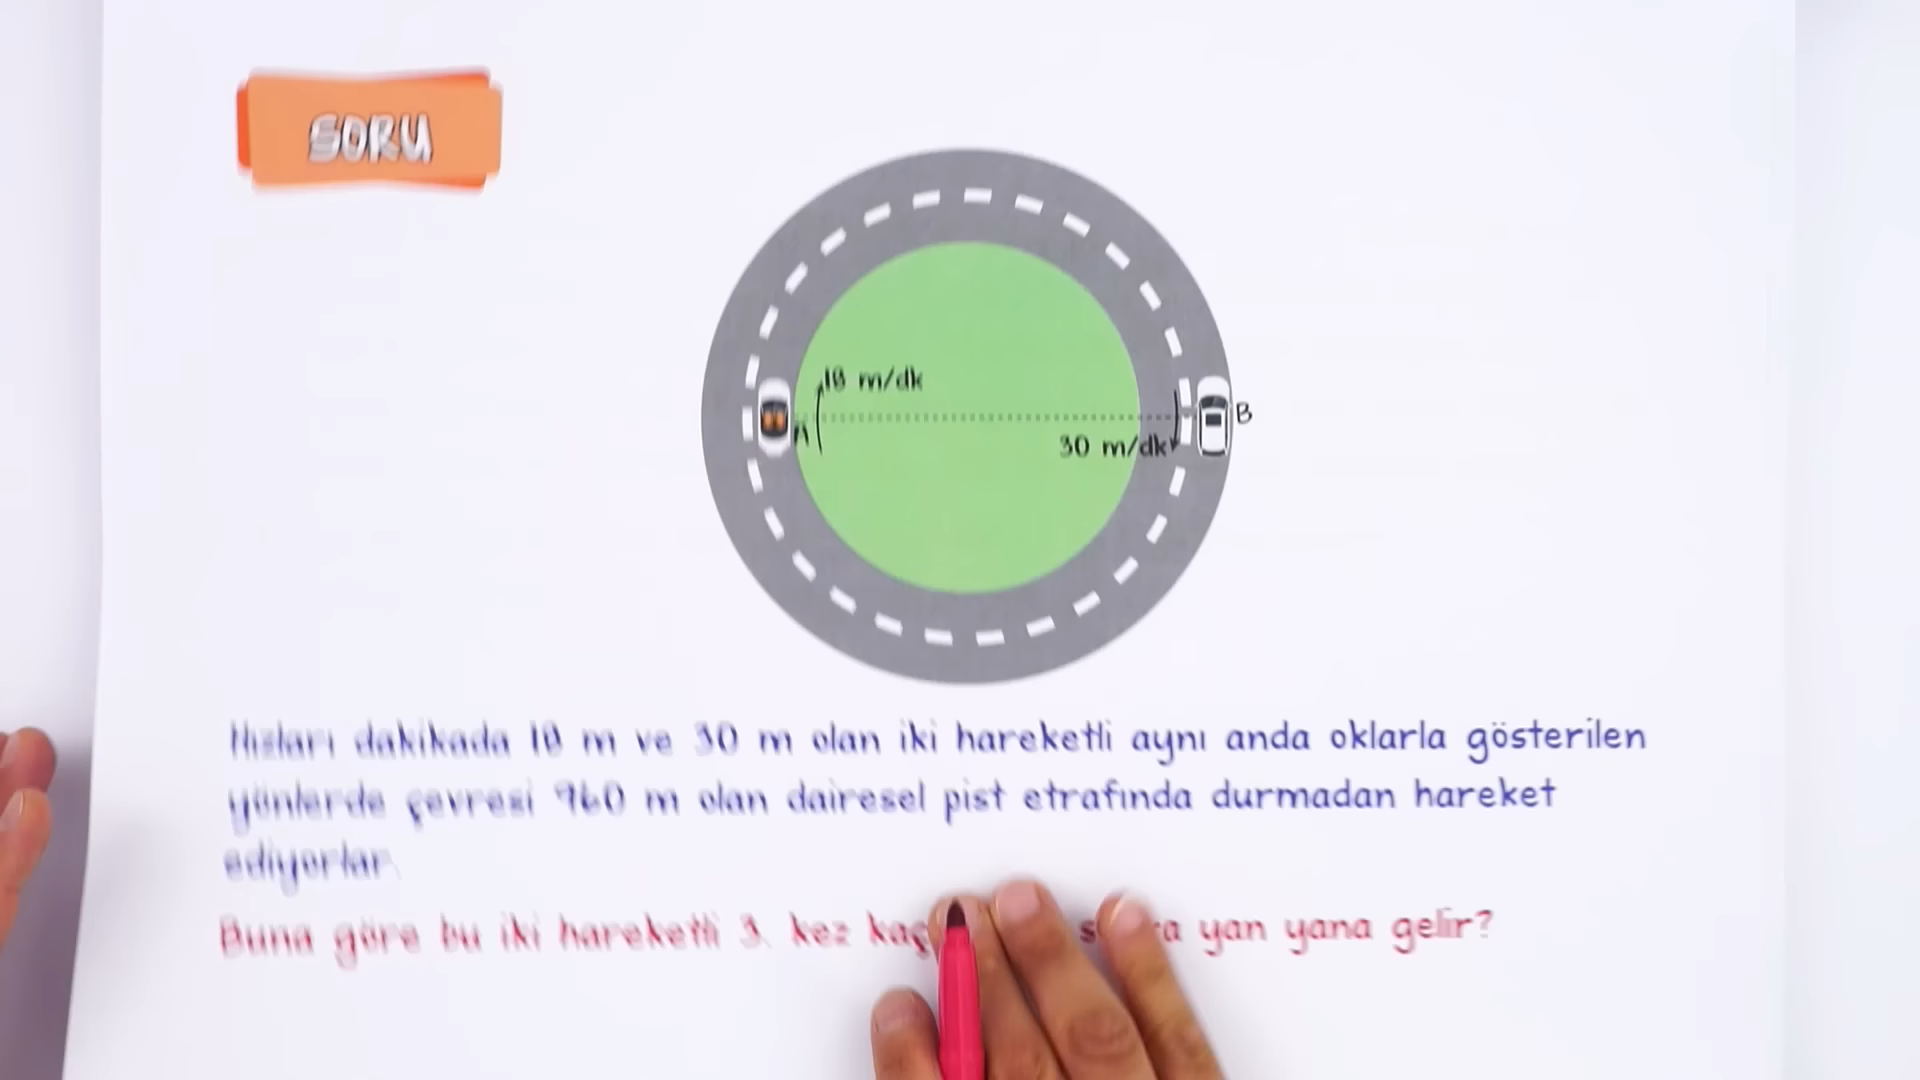 SORU
18 m/dk
A
B
30 m/dk
Hızları dakikada 18 m ve 30 m olan iki hareketli aynı anda oklarla gösterilen
yönlerde çevresi 960 m olan dairesel pist etrafında durmadan hareket
ediyorlar.
Buna göre bu iki hareketli 3. kez yan yana gelir?